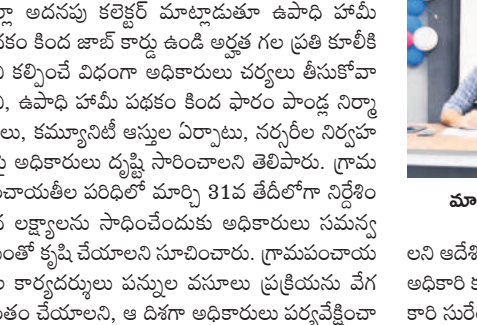 అదనపు కలెక్టర్ మాట్లాడుతూ ఉపాధి హామీ
కింద జాబ్ కార్డు ఉండి అర్హత గల ప్రతి కూలీకి
కల్పించే విధంగా అధికారులు చర్యలు తీసుకోవా
ఉపాధి హామీ పథకం కింద ఫారం పాండ్ల నిర్మా
లు, కమ్యూనిటీ ఆస్తుల ఏర్పాటు, నర్సరీల నిర్వహ
పై అధికారులు దృష్టి సారించాలని తెలిపారు. గ్రామ
చాయతీల పరిధిలో మార్చి 31వ తేదీలోగా నిర్దేశిం
లక్ష్యాలను సాధించేందుకు అధికారులు సమన్వ
తో కృషి చేయాలని సూచించారు. గ్రామపంచాయ
కార్యదర్శులు పన్నుల వసూలు ప్రక్రియను వేగ
తం చేయాలని, ఆ దిశగా అధికారులు పర్యవేక్షించా
మా
లని ఆదేశి
అధికారి
కారి సురే